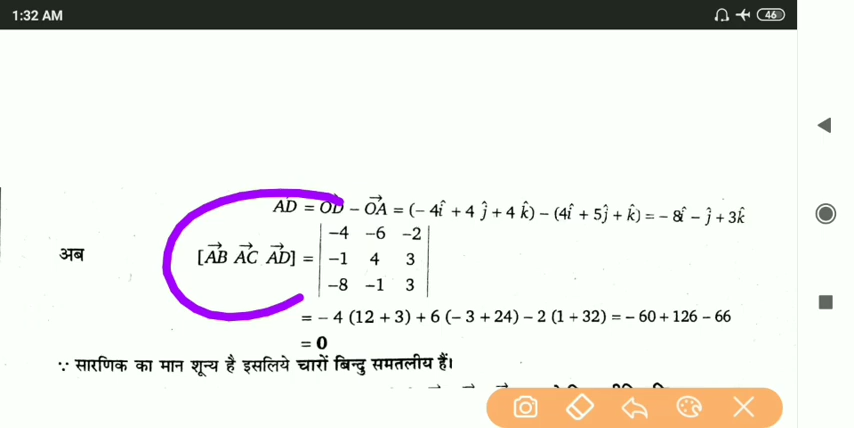 1:32 AM 46
AD = OD − OA = (− 4î + 4 ĵ + 4 k̂) − (4î + 5ĵ + k̂) = − 8î − ĵ + 3k̂
अब [AB AC AD] = | −4 −6 −2 |
| −1 4 3 |
| −8 −1 3 |
= − 4 (12 + 3) + 6 (− 3 + 24) − 2 (1 + 32) = − 60 + 126 − 66
= 0
∵ सारणिक का मान शून्य है इसलिये चारों बिन्दु समतलीय हैं।